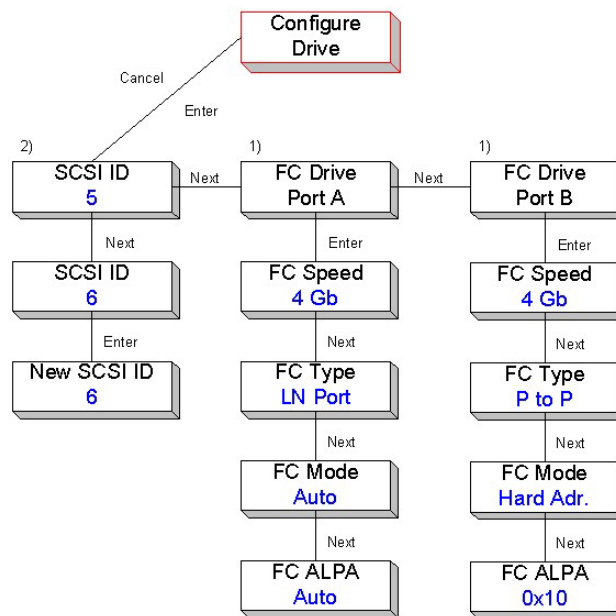 Configure
Drive
Cancel
Enter
2)
1)
1)
SCSI ID
5
Next
FC Drive
Port A
Next
FC Drive
Port B
Next
Enter
Enter
SCSI ID
6
FC Speed
4 Gb
FC Speed
4 Gb
Enter
Next
Next
New SCSI ID
6
FC Type
LN Port
FC Type
P to P
Next
Next
FC Mode
Auto
FC Mode
Hard Adr.
Next
Next
FC ALPA
Auto
FC ALPA
0x10